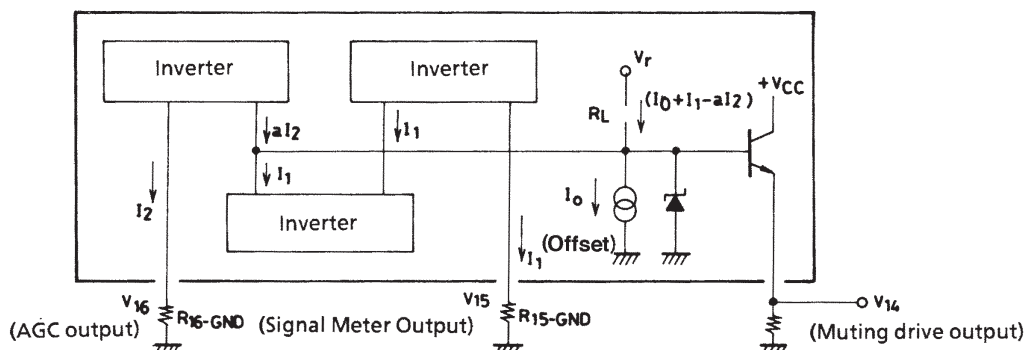 Inverter
Inverter
Vr
+VCC
RL
(I0+I1-aI2)
aI2
I1
I1
I2
Inverter
Io
(Offset)
I1
V16
R16-GND
(AGC output)
V15
R15-GND
(Signal Meter Output)
V14
(Muting drive output)